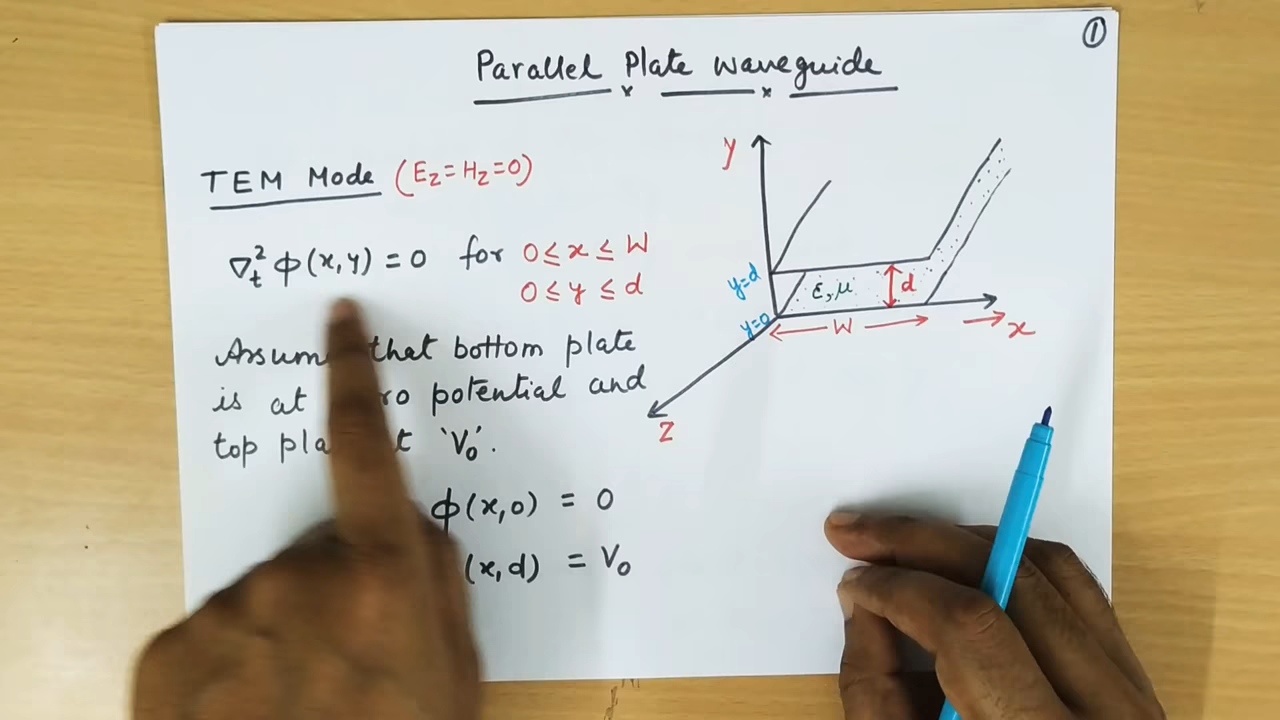 ①
Parallel Plate Waveguide
TEM Mode (Ez = Hz = 0)
∇t² φ(x,y) = 0 for 0 ≤ x ≤ W
0 ≤ y ≤ d
that bottom plate
is at potential and
top 'V₀'.
φ(x,0) = 0
(x,d) = V₀
y
y=d
y=0
ε, μ
d
W
x
z